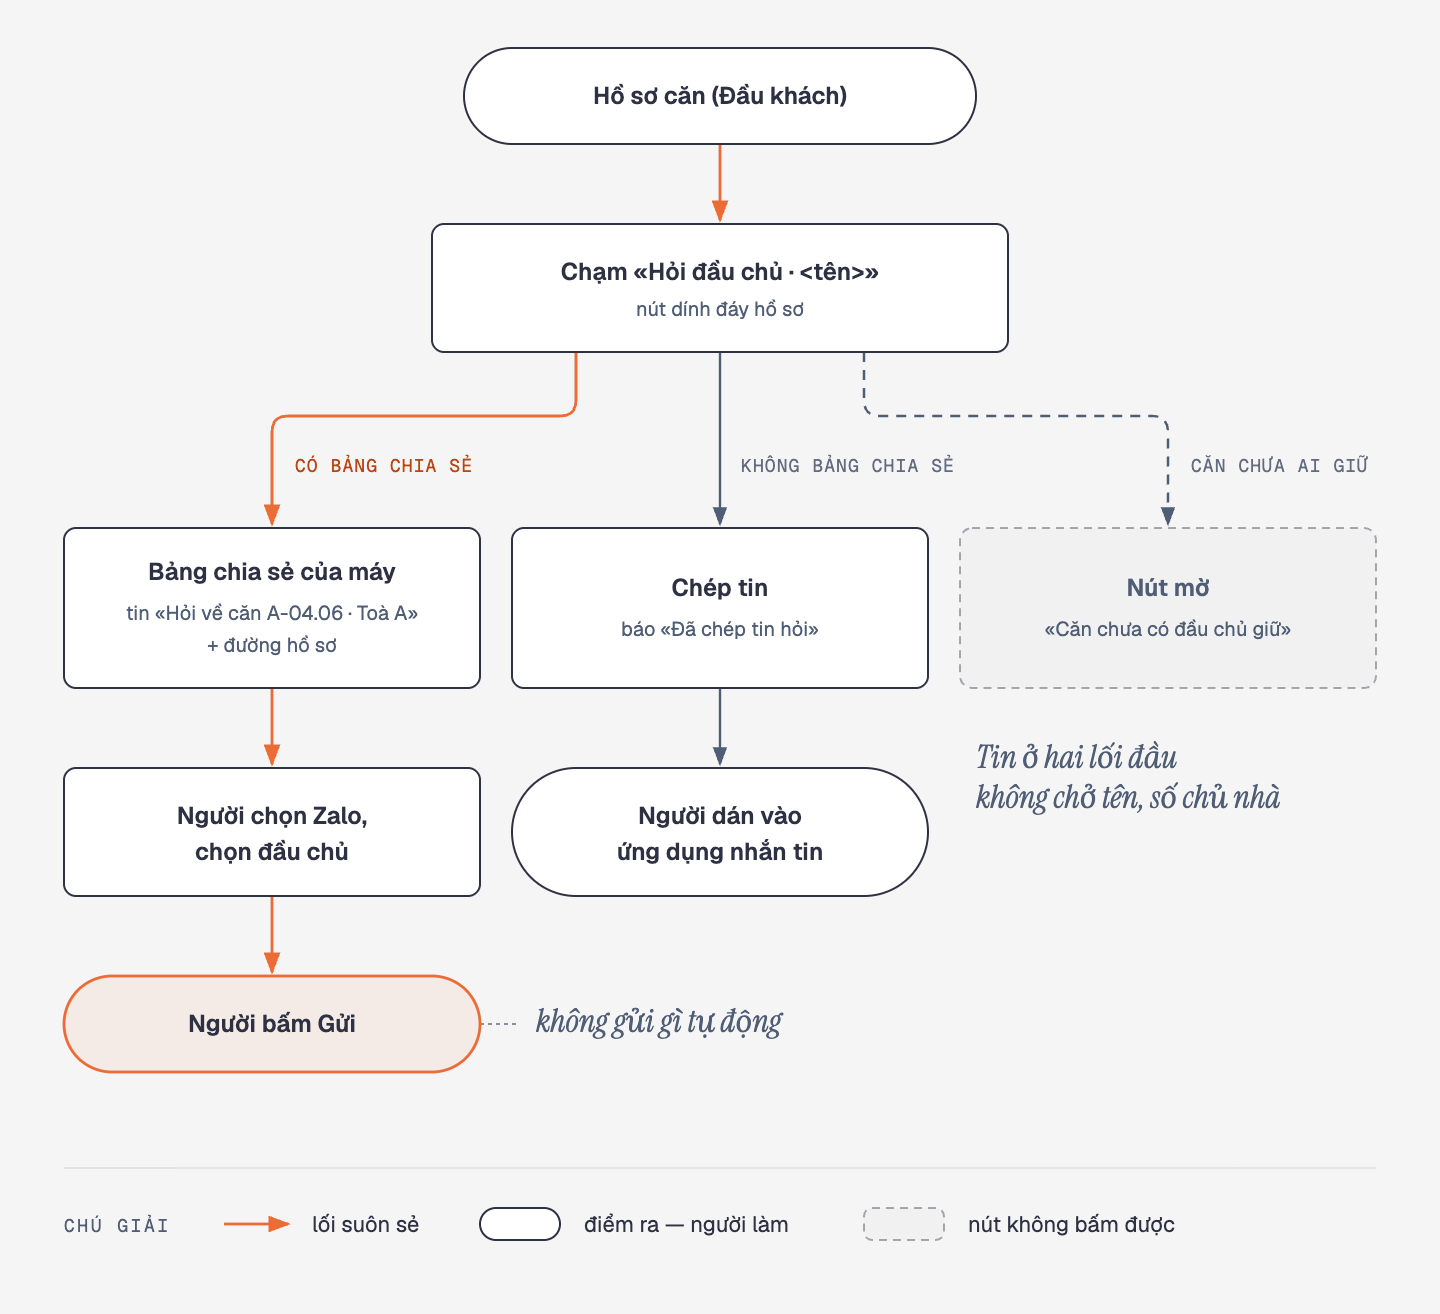 Hồ sơ căn (Đầu khách)
Chạm «Hỏi đầu chủ · <tên>»
nút dính đáy hồ sơ
CÓ BẢNG CHIA SẺ
KHÔNG BẢNG CHIA SẺ
CĂN CHƯA AI GIỮ
Bảng chia sẻ của máy
tin «Hỏi về căn A-04.06 · Toà A»
+ đường hồ sơ
Chép tin
báo «Đã chép tin hỏi»
Nút mờ
«Căn chưa có đầu chủ giữ»
Tin ở hai lối đầu
không chở tên, số chủ nhà
Người chọn Zalo,
chọn đầu chủ
Người dán vào
ứng dụng nhắn tin
Người bấm Gửi
không gửi gì tự động
CHÚ GIẢI
lối suôn sẻ
điểm ra — người làm
nút không bấm được